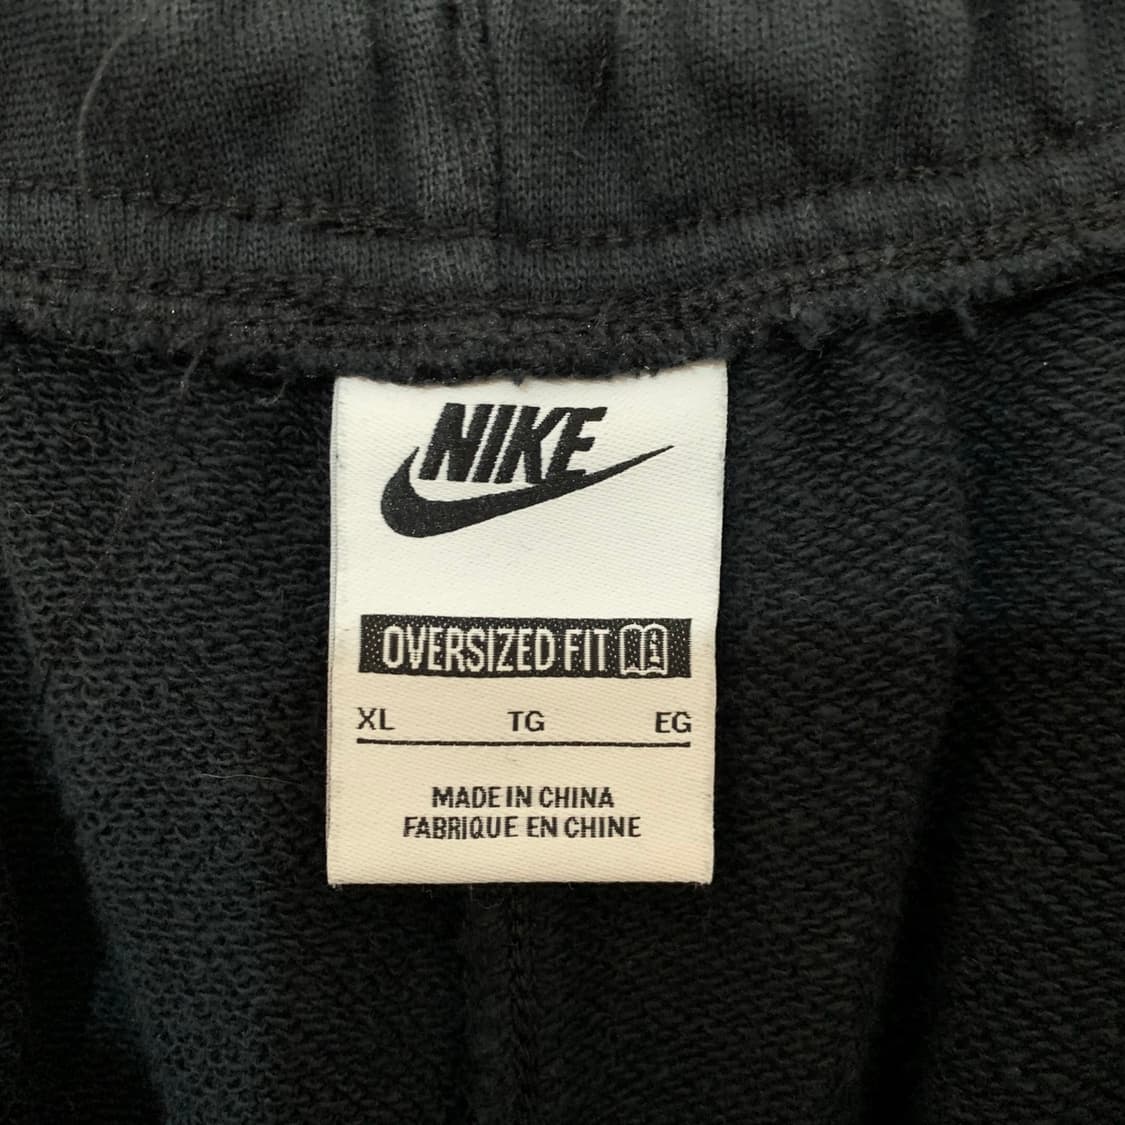 NIKE
OVERSIZED FIT
XL TG EG
MADE IN CHINA
FABRIQUE EN CHINE